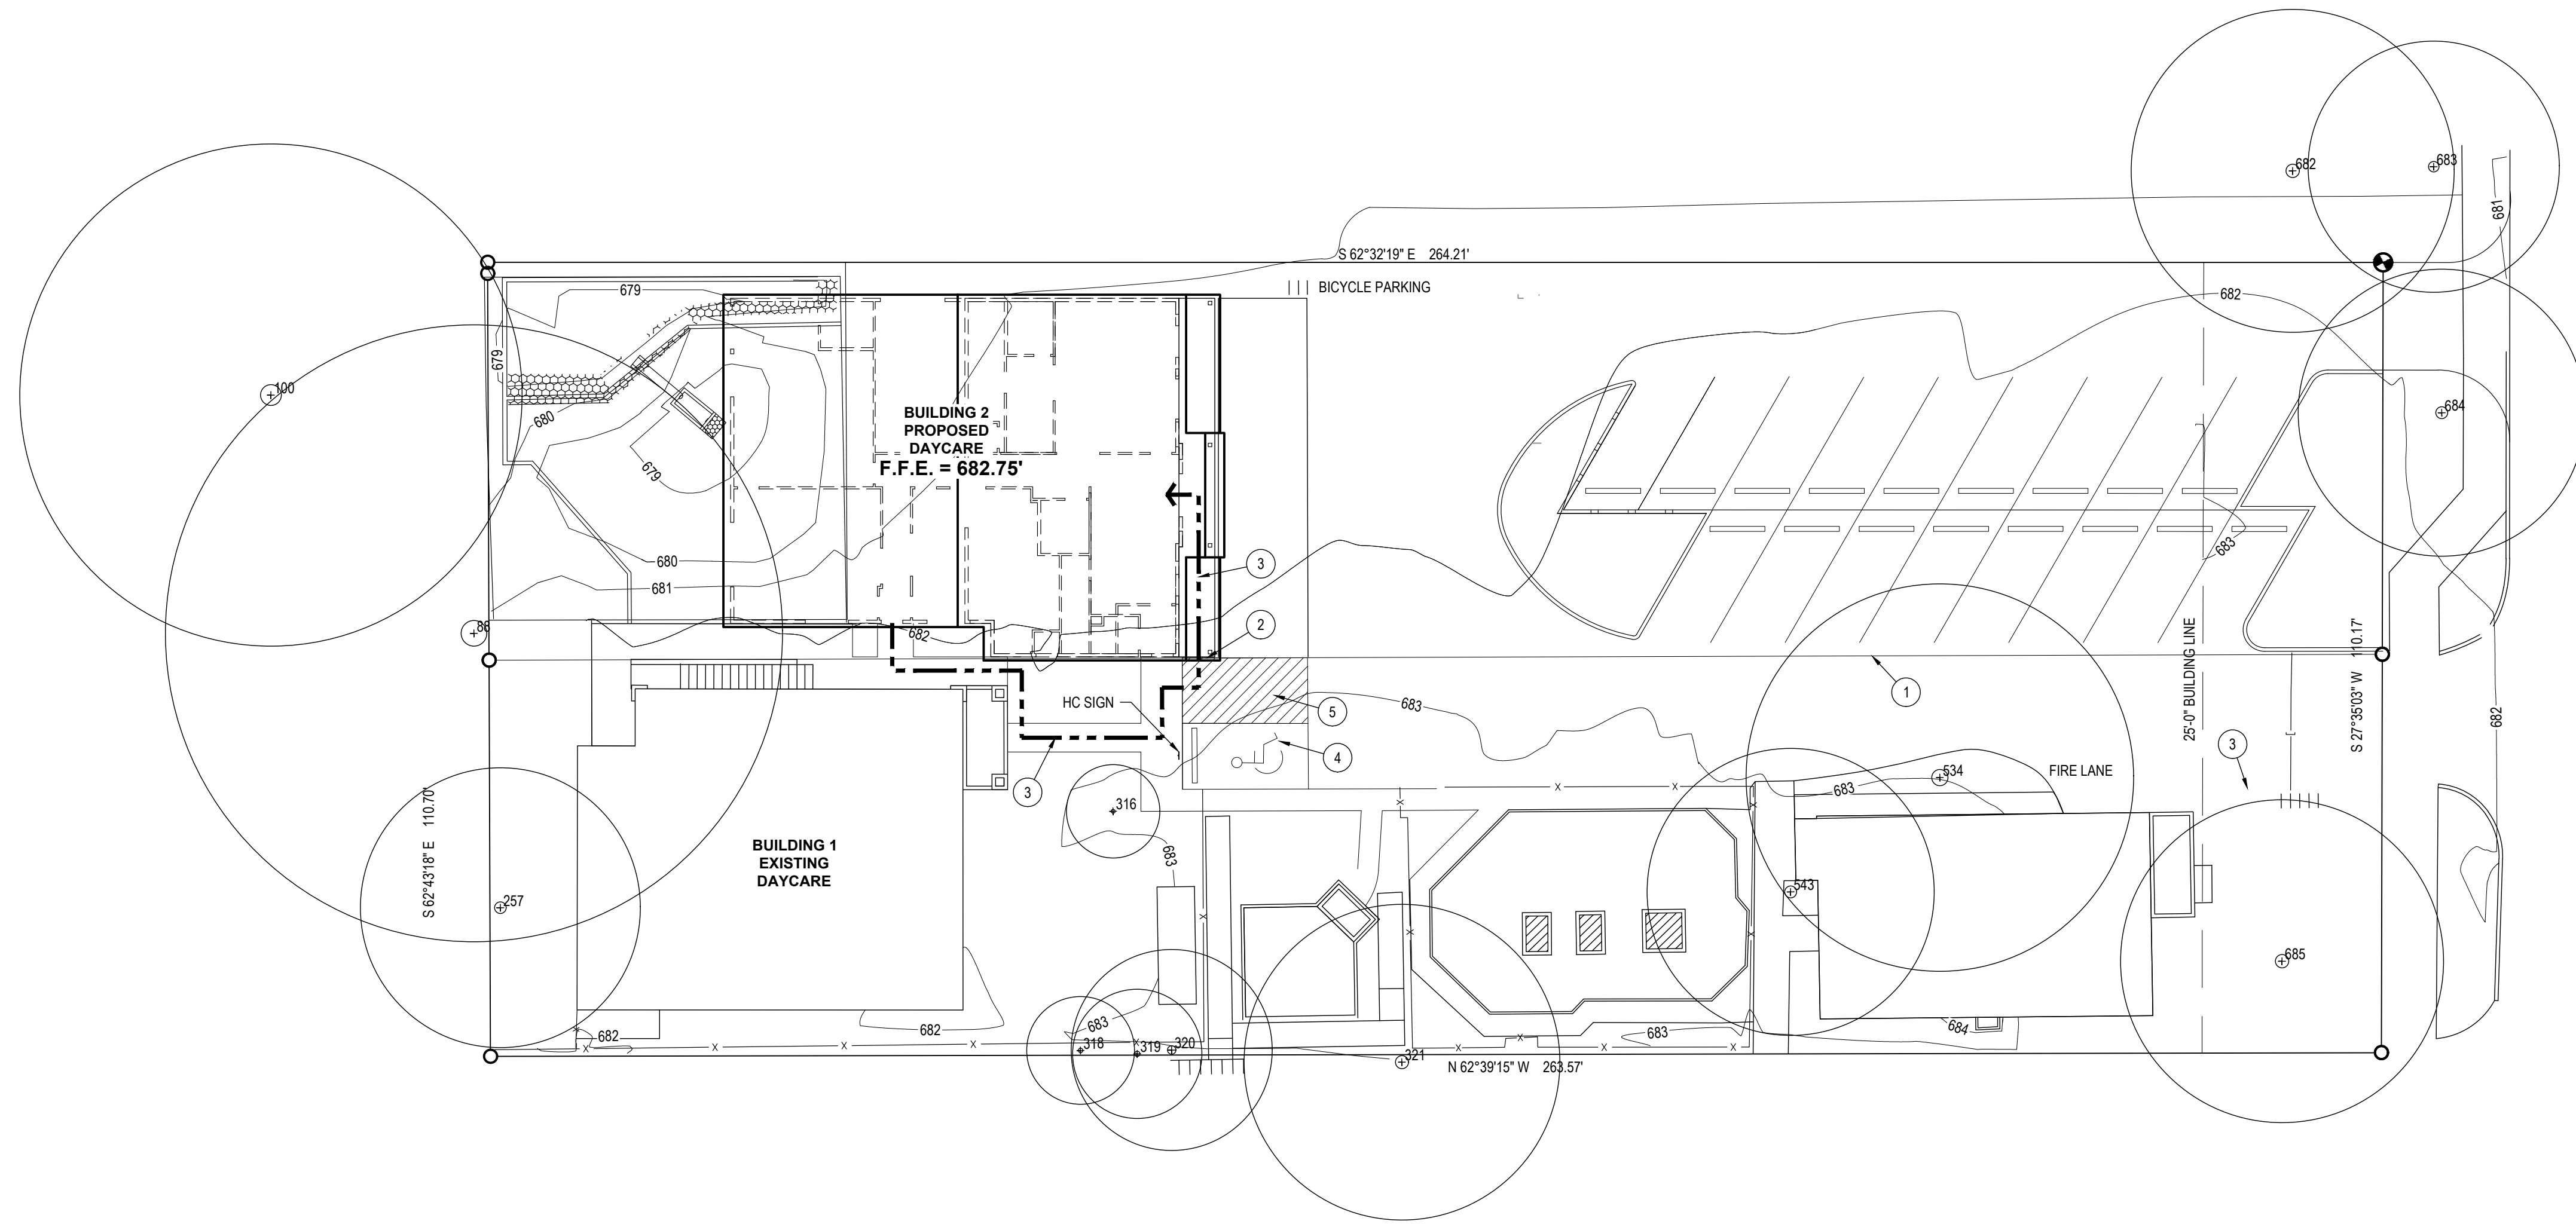 682
683
681
S 62°32'19" E 264.21'
679
BICYCLE PARKING
682
679
100
684
680
BUILDING 2
PROPOSED
DAYCARE
F.F.E. = 682.75'
679
683
680
3
681
2
88
682
25'-0" BUILDING LINE
S 27°35'03" W 110.17'
1
HC SIGN
683
5
682
3
4
534
FIRE LANE
3
683
316
S 62°43'18" E 110.70'
BUILDING 1
EXISTING
DAYCARE
683
543
257
685
682
682
683
683
684
318
319
320
321
N 62°39'15" W 263.57'